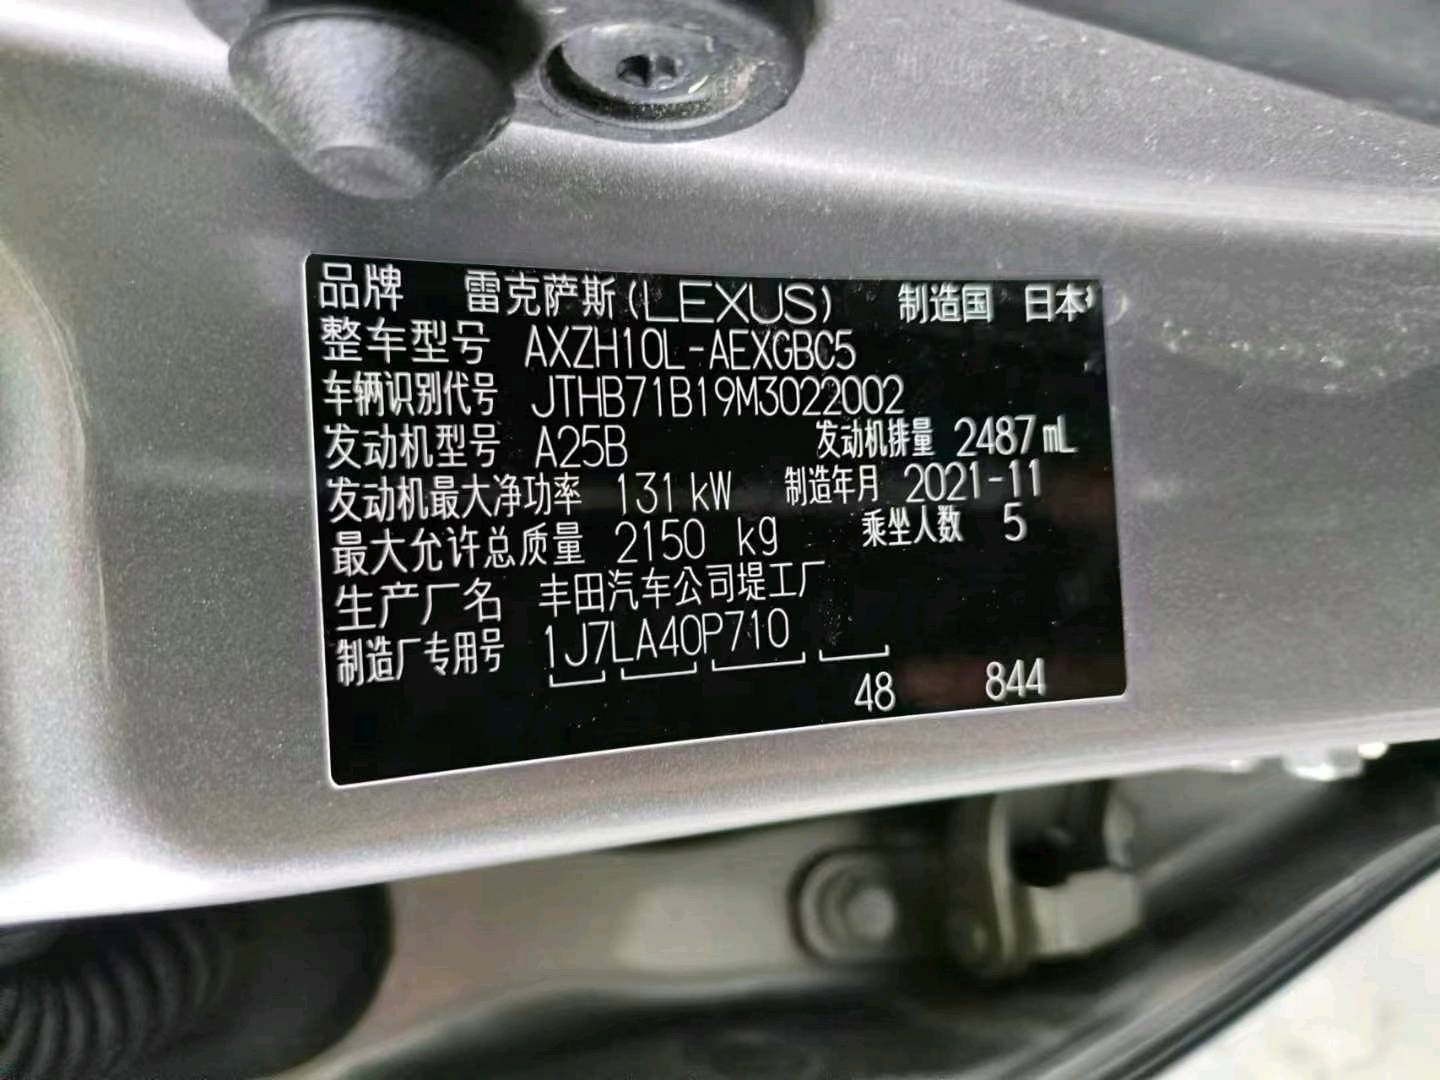 品牌 雷克萨斯(LEXUS) 制造国 日本
整车型号 AXZH10L-AEXGBC5
车辆识别代号 JTHB71B19M3022002
发动机型号 A25B 发动机排量 2487 mL
发动机最大净功率 131 kW 制造年月 2021-11
最大允许总质量 2150 kg 乘坐人数 5
生产厂名 丰田汽车公司堤工厂
制造厂专用号 1J7LA40P710
48 844